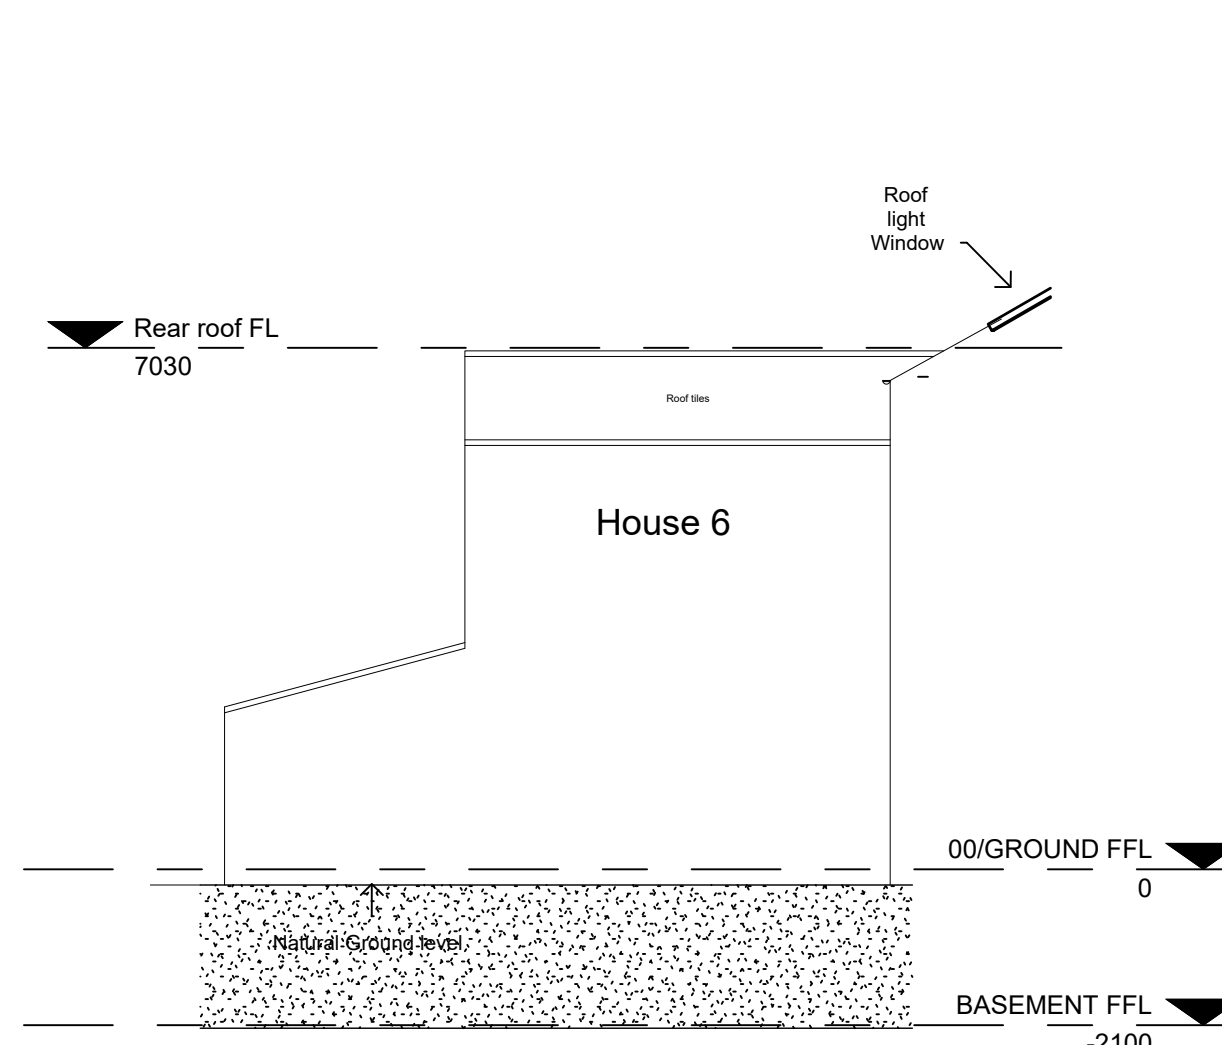 Roof
light
Window
Rear roof FL
7030
Roof tiles
House 6
00/GROUND FFL
0
Natural Ground level
BASEMENT FFL
-2100